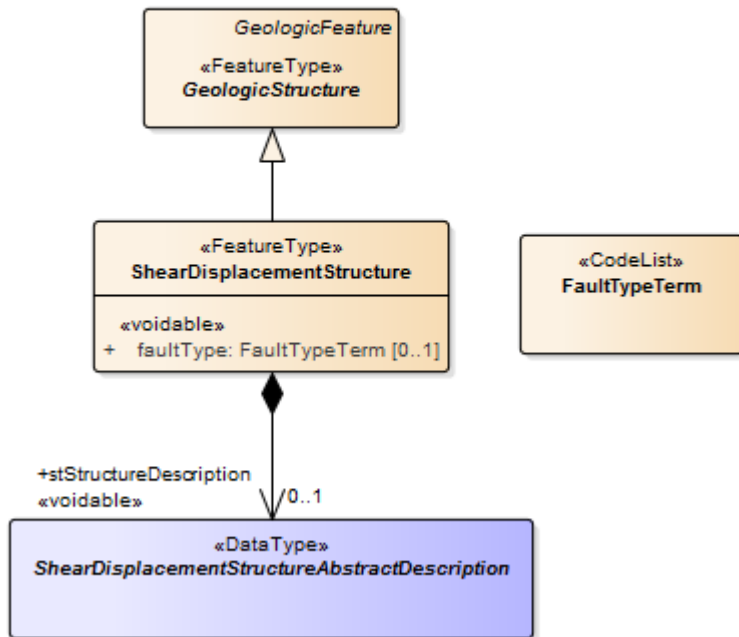 GeologicFeature
«FeatureType»
GeologicStructure
«FeatureType»
ShearDisplacementStructure
«voidable»
+ faultType: FaultTypeTerm [0..1]
«CodeList»
FaultTypeTerm
+stStructureDescription
«voidable»
0..1
«DataType»
ShearDisplacementStructureAbstractDescription